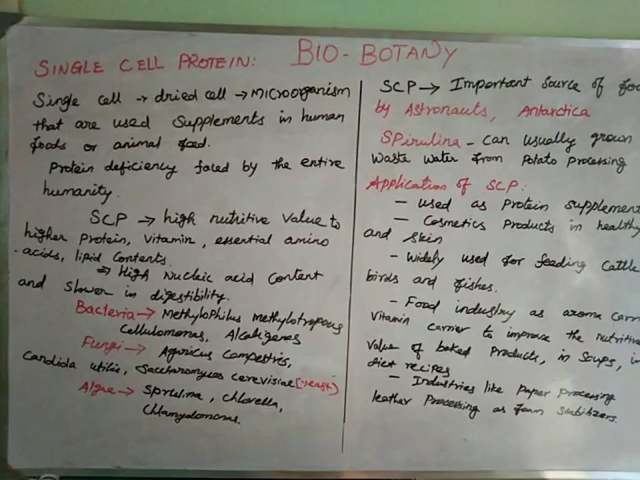 BIO-BOTANY
SINGLE CELL PROTEIN:
Single cell → dried cell → Microorganism
that are used Supplements in human
foods or animal feed.
Protein deficiency faced by the entire
humanity.
SCP → high nutritive value to
higher Protein, Vitamin, essential amino
acids, lipid Contents.
⇒ High Nucleic acid Content
and Slower in digestibility.
Bacteria → Methylophilus methylotropous
Cellulomonas, Alcaligenes
Fungi → Agaricus Campestris,
Candida utilis, Saccharomyces cerevisiae (Yeast)
Algae → Spirulina, Chlorella,
Chlamydomonas.
SCP → Important Source of foo
by Astronauts, Antarctica
SPirulina - Can usually grown
Waste Water from Potato Processing
Application of SCP:
- used as Protein Supplement
- Cosmetics Products in healthy
and Skin
- Widely used for feeding Cattle
birds and fishes.
- Food industry as aroma Carr
Vitamin Carrier to improve the nutritive
Value of baked Products, in Soups, in
diet recipes
- Industries like Paper Processing
leather Processing as foam Stabilizers.